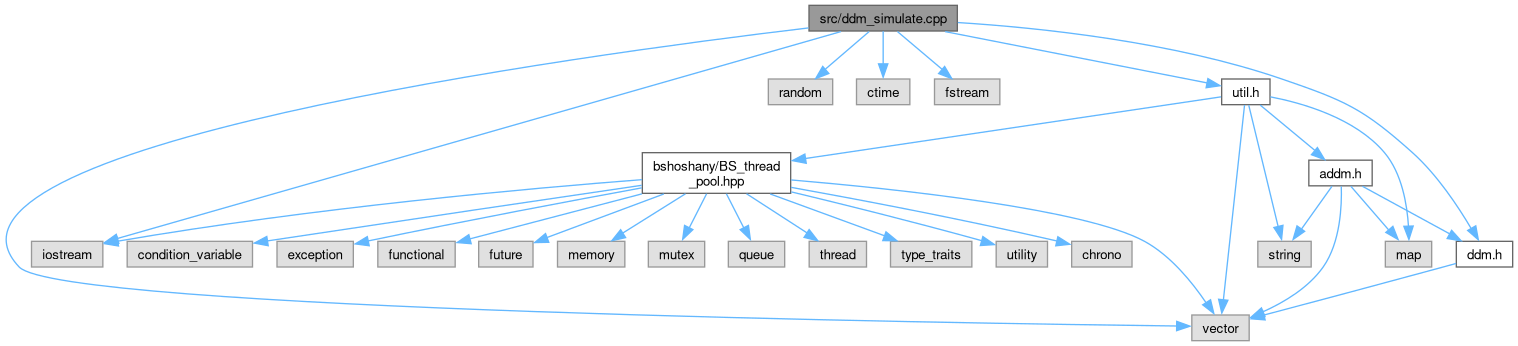 src/ddm_simulate.cpp
random
ctime
fstream
util.h
bshoshany/BS_thread
_pool.hpp
addm.h
iostream
condition_variable
exception
functional
future
memory
mutex
queue
thread
type_traits
utility
chrono
string
map
ddm.h
vector